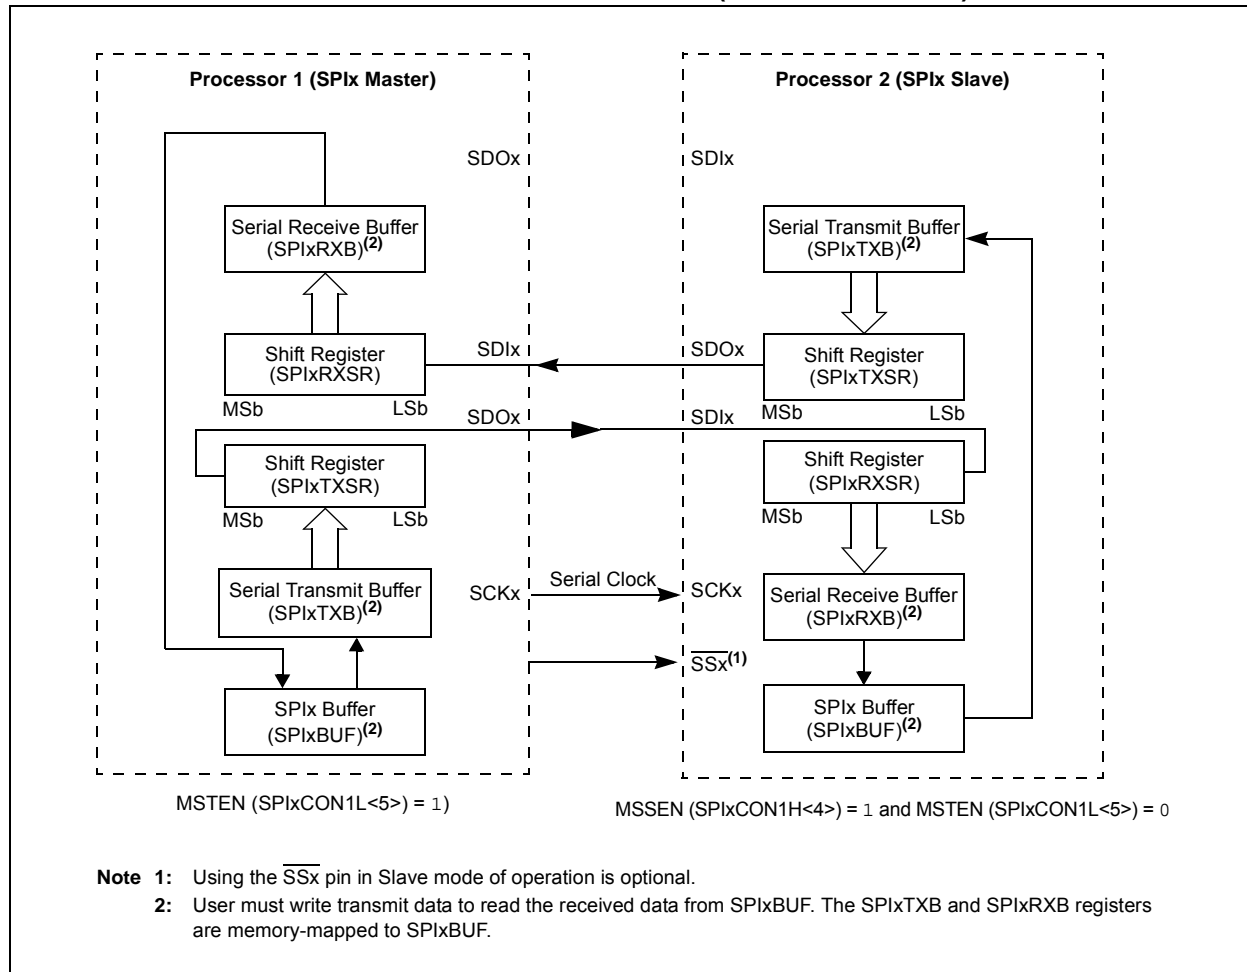 Processor 1 (SPIx Master)
Processor 2 (SPIx Slave)
SDOx
SDIx
Serial Receive Buffer
(SPIxRXB)(2)
Serial Transmit Buffer
(SPIxTXB)(2)
Shift Register
(SPIxRXSR)
SDIx
SDOx
Shift Register
(SPIxTXSR)
MSb
LSb
MSb
LSb
SDOx
SDIx
Shift Register
(SPIxTXSR)
Shift Register
(SPIxRXSR)
MSb
LSb
MSb
LSb
Serial Transmit Buffer
(SPIxTXB)(2)
SCKx
Serial Clock
SCKx
Serial Receive Buffer
(SPIxRXB)(2)
SSx(1)
SPIx Buffer
(SPIxBUF)(2)
SPIx Buffer
(SPIxBUF)(2)
MSTEN (SPIxCON1L<5>) = 1)
MSSEN (SPIxCON1H<4>) = 1 and MSTEN (SPIxCON1L<5>) = 0
Note 1: Using the SSx pin in Slave mode of operation is optional.
2: User must write transmit data to read the received data from SPIxBUF. The SPIxTXB and SPIxRXB registers
are memory-mapped to SPIxBUF.